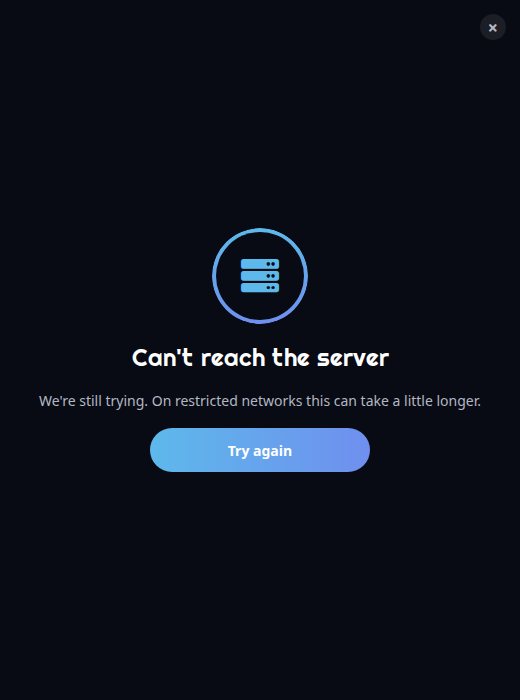 Can't reach the server
We're still trying. On restricted networks this can take a little longer.
Try again